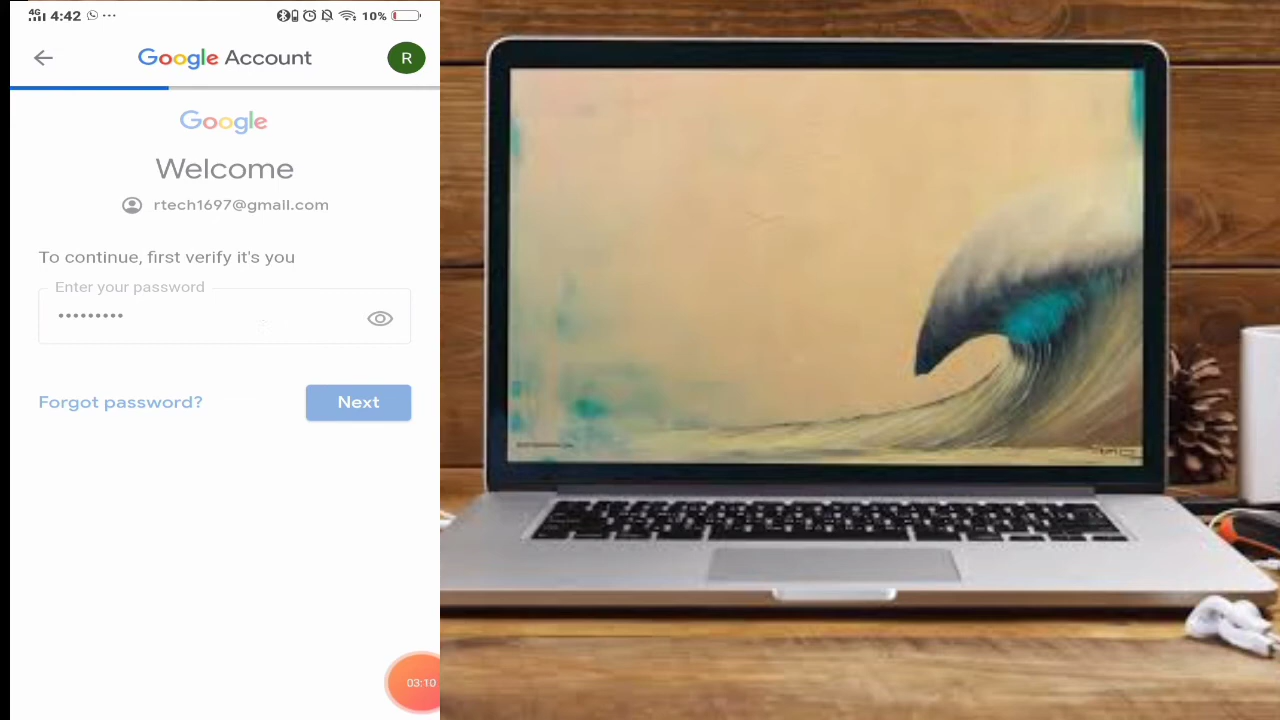 4G 4:42 ... 10%
Google Account R
Google
Welcome
rtech1697@gmail.com
To continue, first verify it's you
Enter your password
•••••••••
Forgot password? Next
03:10